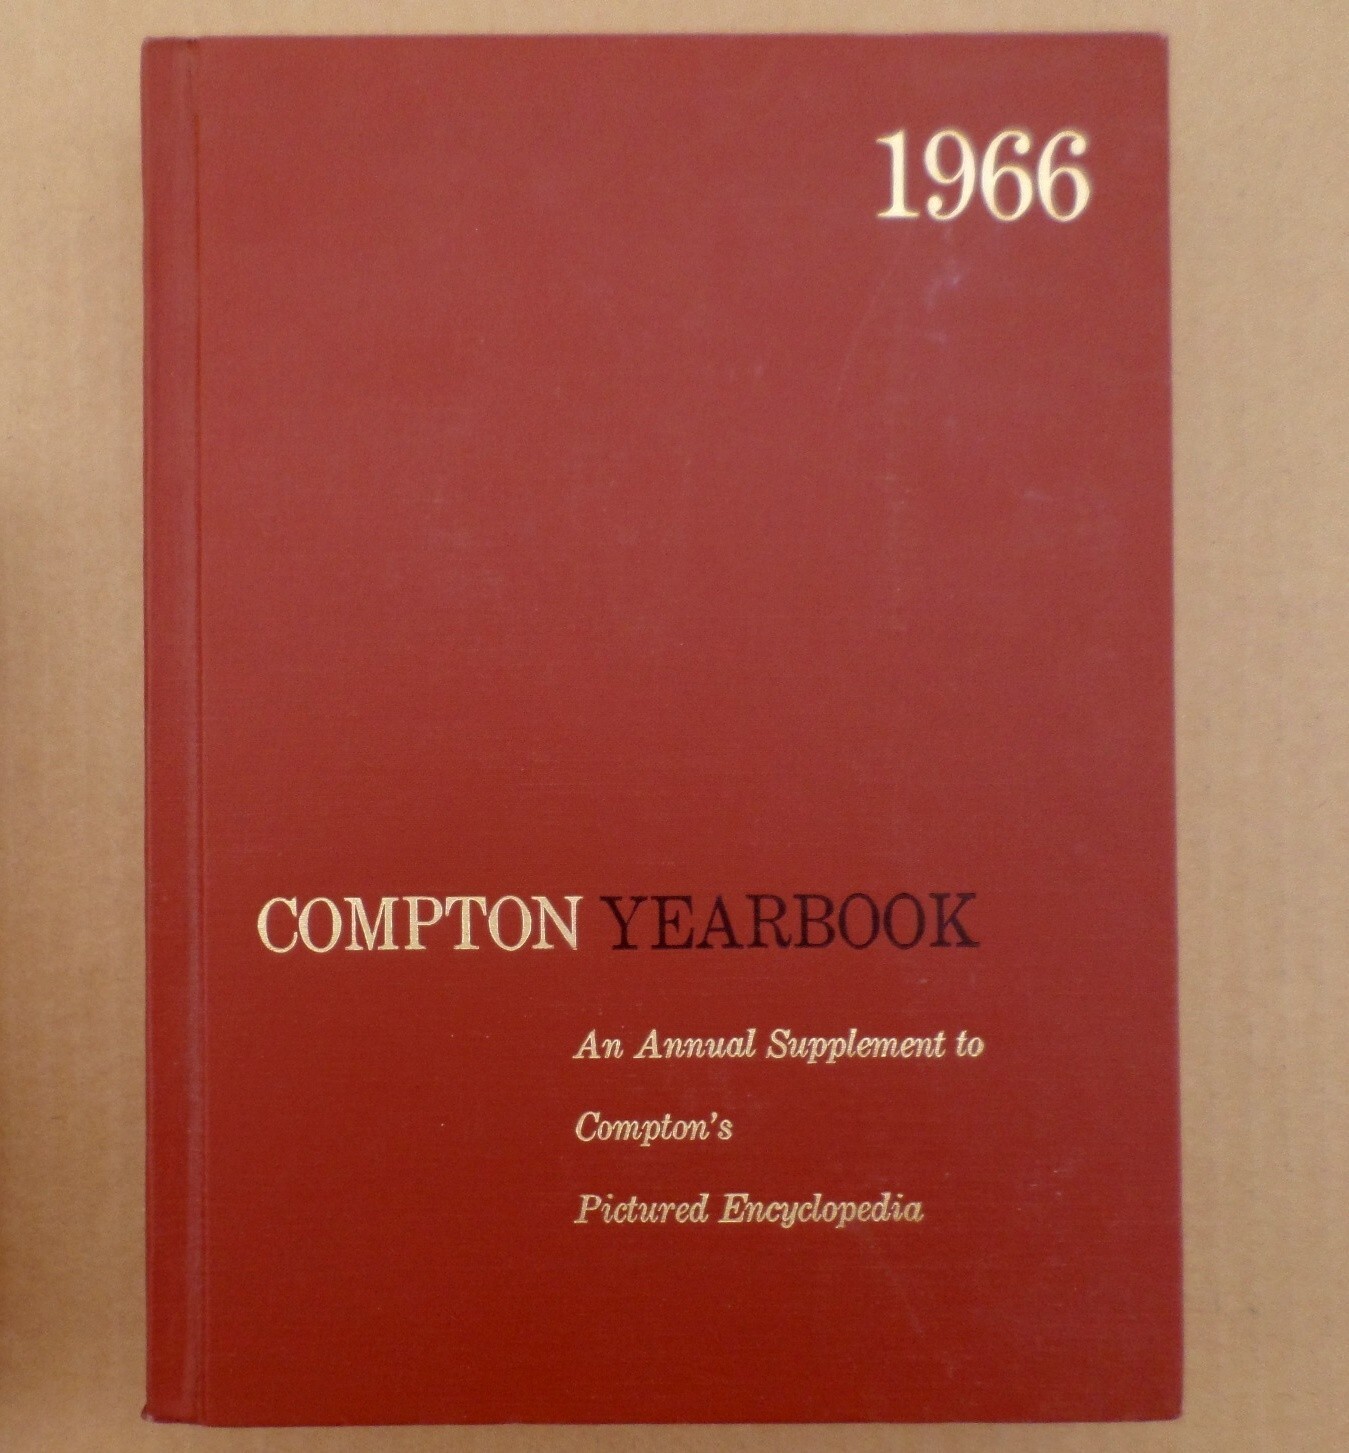 1966
COMPTON YEARBOOK
An Annual Supplement to
Compton's
Pictured Encyclopedia